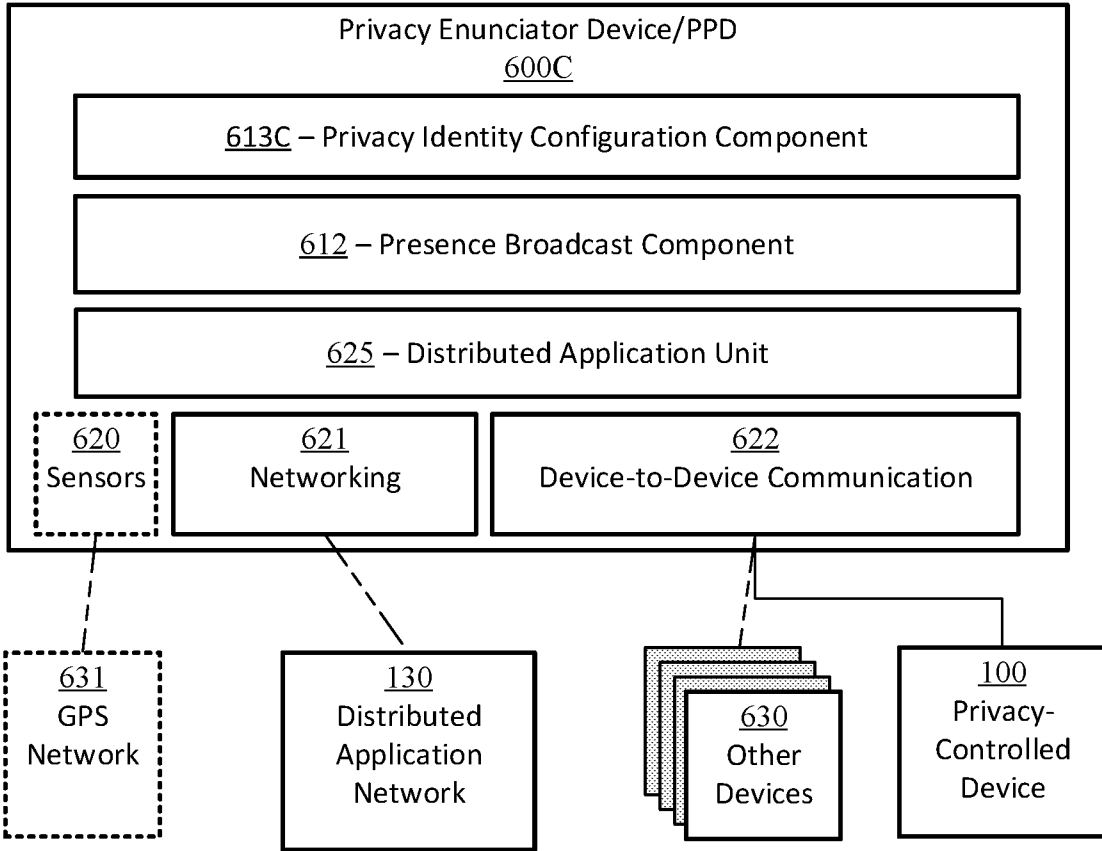 Privacy Enunciator Device/PPD
600C
613C – Privacy Identity Configuration Component
612 – Presence Broadcast Component
625 – Distributed Application Unit
620
Sensors
621
Networking
622
Device-to-Device Communication
631
GPS
Network
130
Distributed
Application
Network
630
Other
Devices
100
Privacy-
Controlled
Device